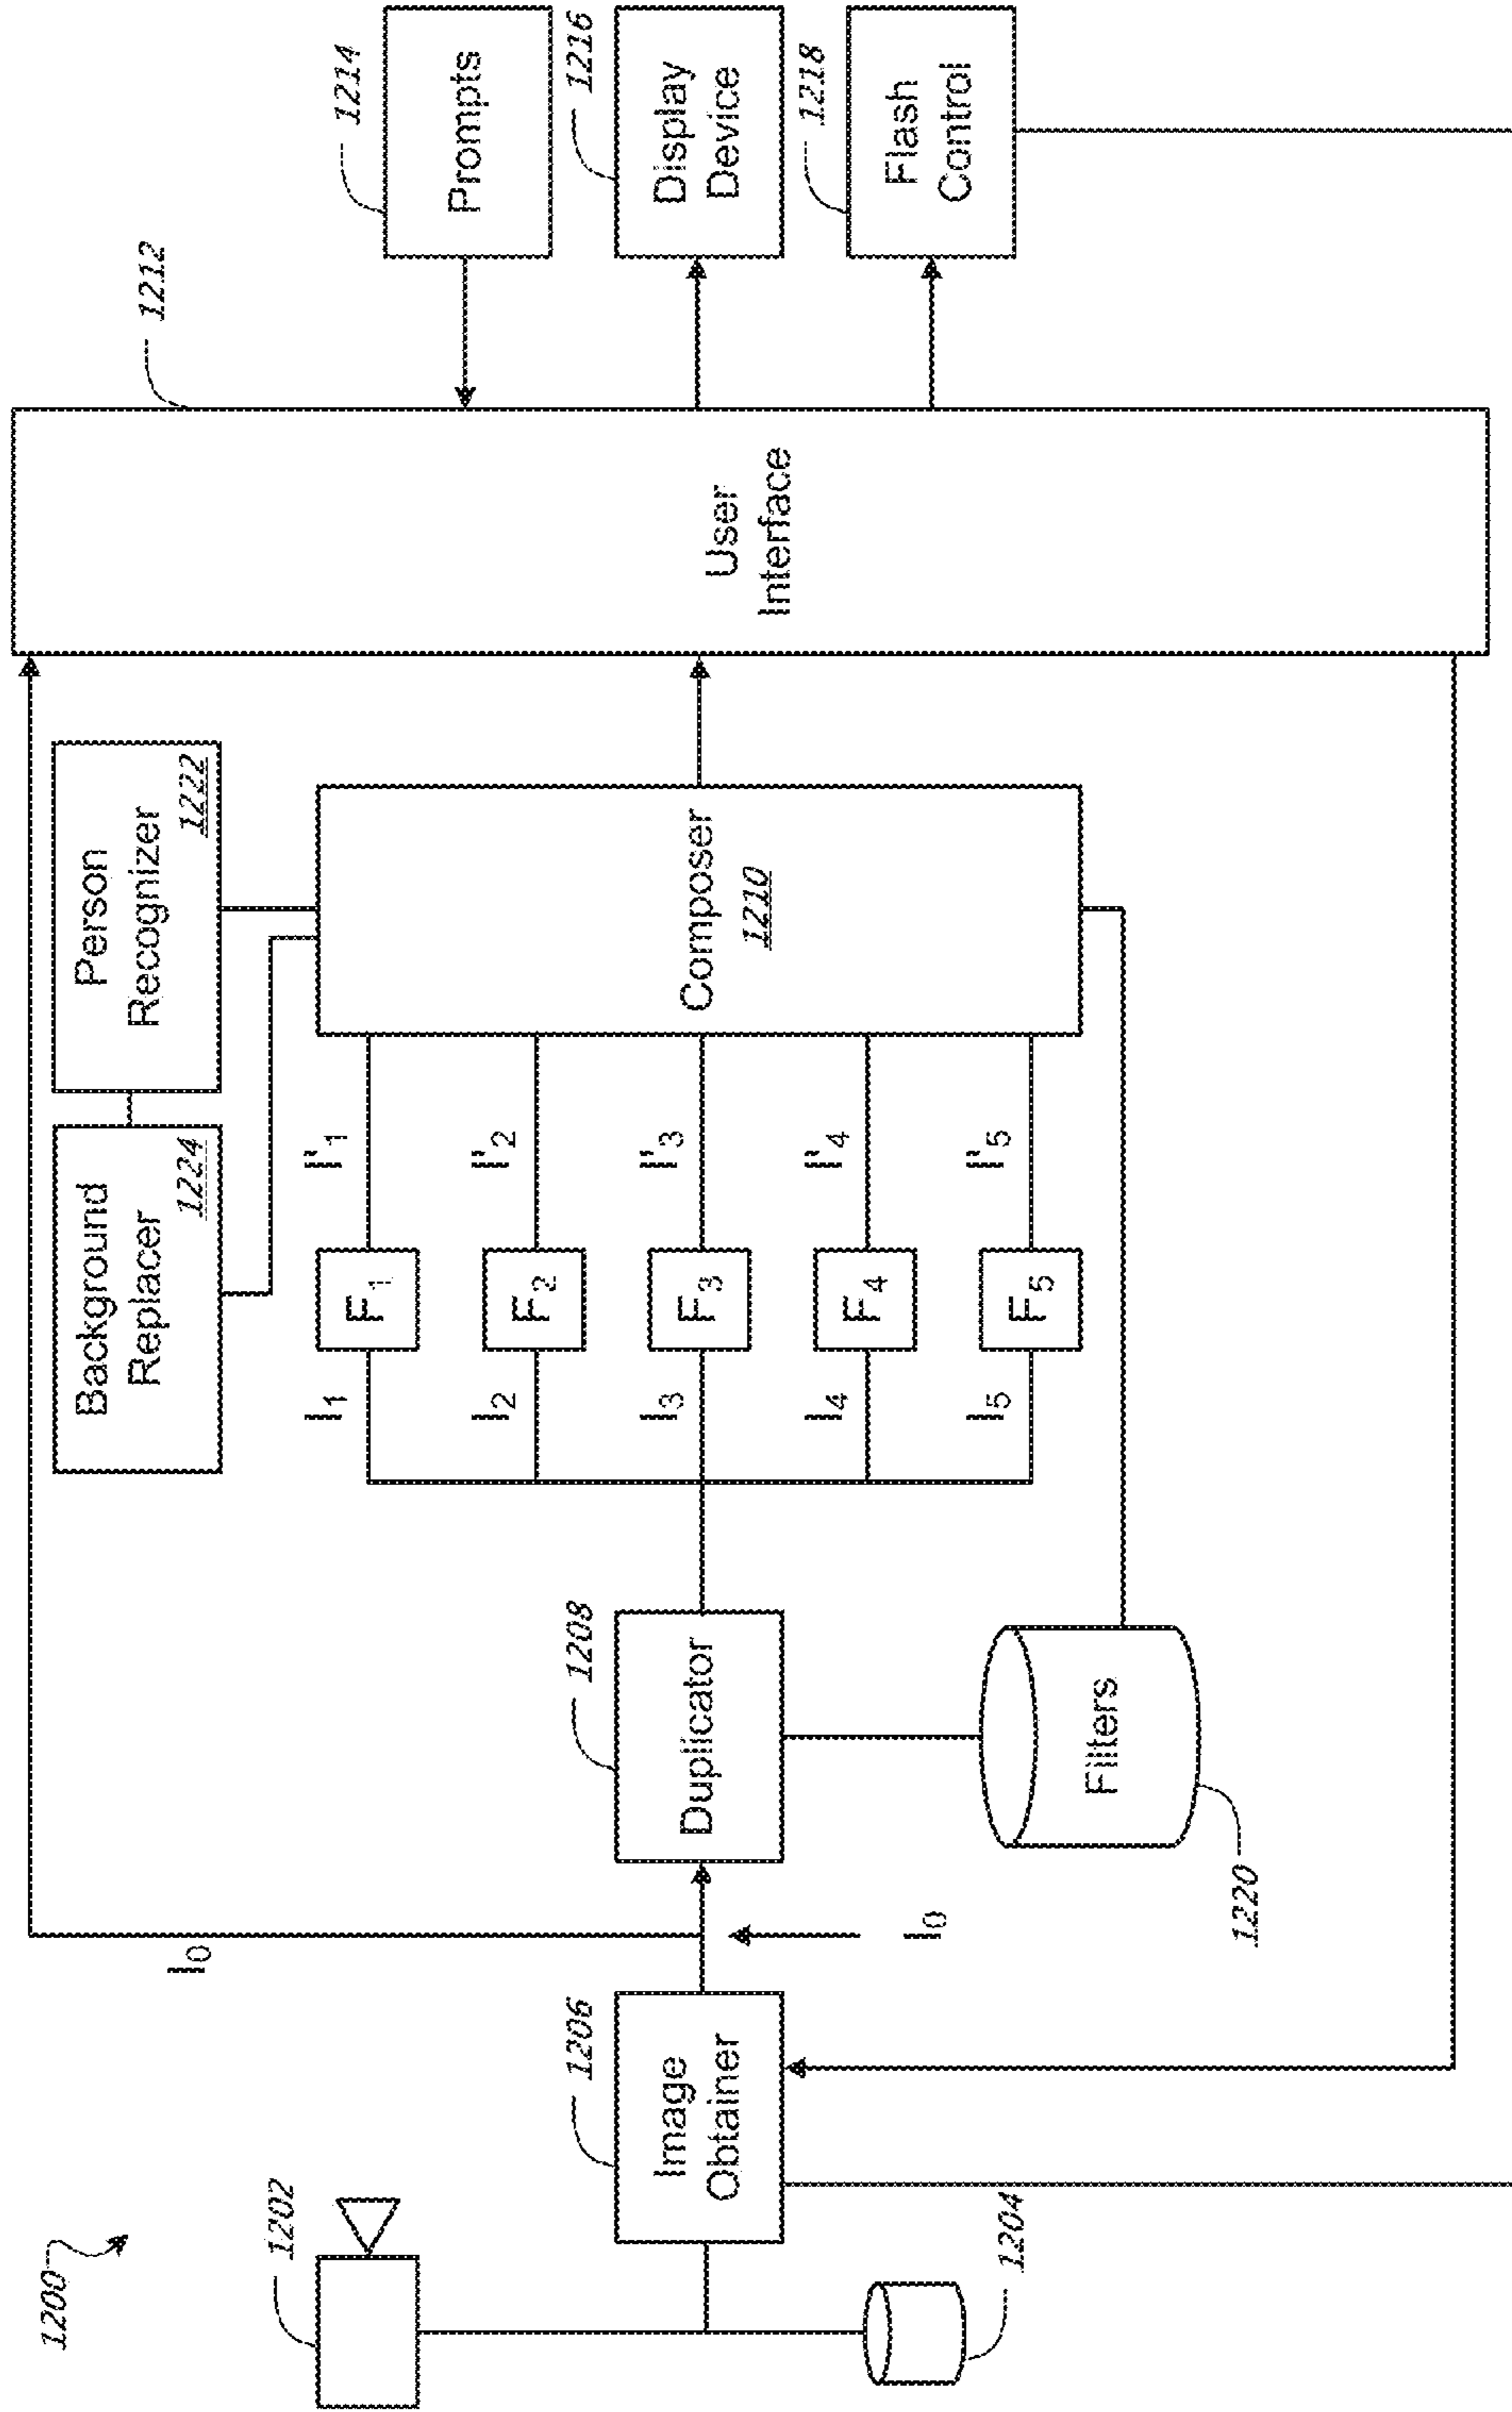 1200
1202
1204
1206
Image
Obtainer
I0
I0
1208
Duplicator
1220
Filters
Background
Replacer
1224
Person
Recognizer
1222
I1
F1
I'1
I2
F2
I'2
I3
F3
I'3
I4
F4
I'4
I5
F5
I'5
Composer
1210
1212
User
Interface
1214
Prompts
1216
Display
Device
1218
Flash
Control